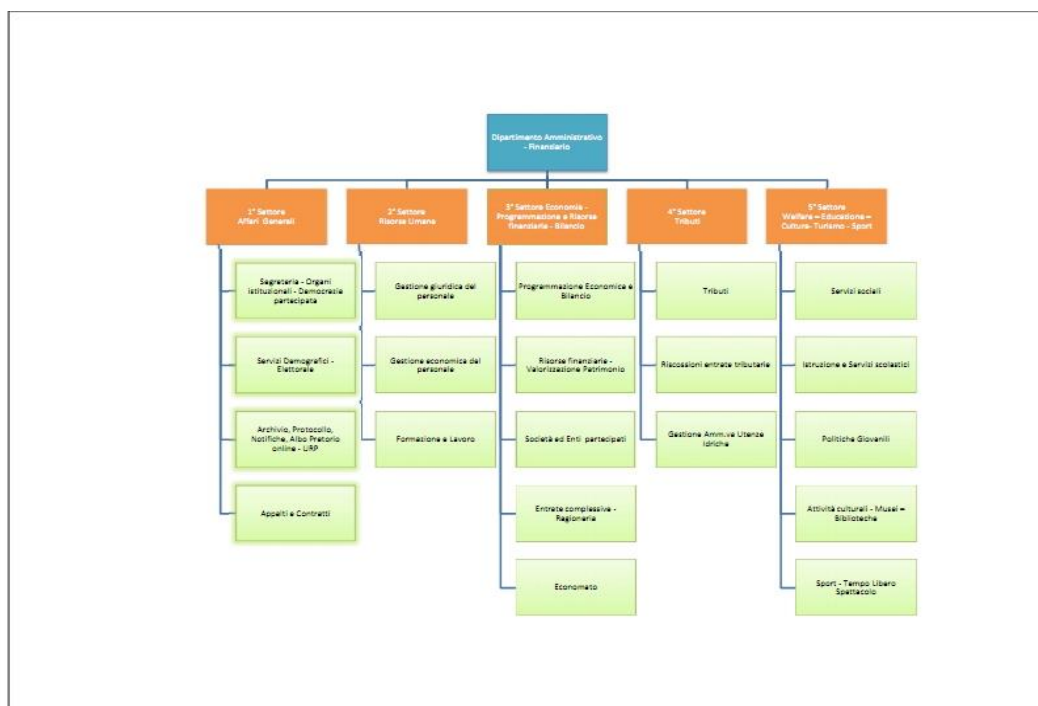 Dipartimento Amministrativo
- Finanziario
1° Settore
Affari Generali
2° Settore
Risorse Umane
3° Settore Economia -
Programmazione e Risorse
finanziarie - Bilancio
4° Settore
Tributi
5° Settore
Welfare – Educazione –
Culture- Turismo - Sport
Segreteria - Organi
istituzionali - Democrazia
partecipata
Servizi Demografici -
Elettorale
Archivio, Protocollo,
Notifiche, Albo Pretorio
online - URP
Appalti e Contratti
Gestione giuridica del
personale
Gestione economica del
personale
Formazione e Lavoro
Programmazione Economica e
Bilancio
Risorse finanziarie -
Valorizzazione Patrimonio
Società ed Enti partecipati
Entrate complessive -
Ragioneria
Economato
Tributi
Riscossioni entrate tributarie
Gestione Amm.va Utenze
Idriche
Servizi sociali
Istruzione e Servizi scolastici
Politiche Giovanili
Attività culturali - Musei –
Biblioteche
Sport - Tempo Libero
Spettacolo